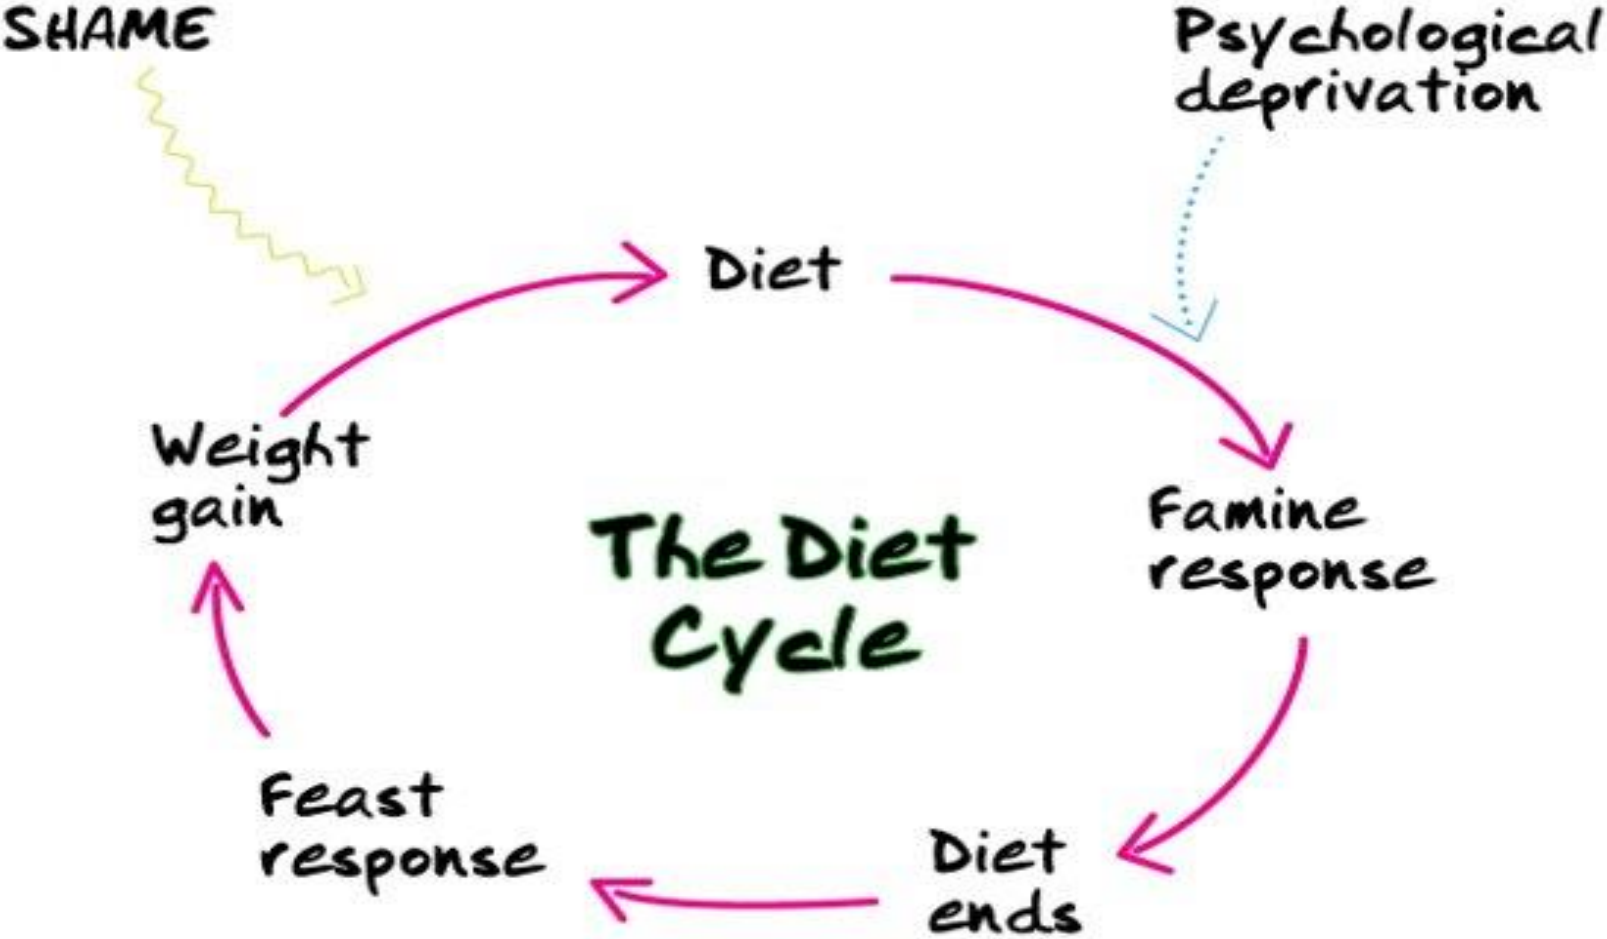 SHAME
Psychological
deprivation
Diet
Weight
gain
Famine
response
The Diet
Cycle
Feast
response
Diet
ends